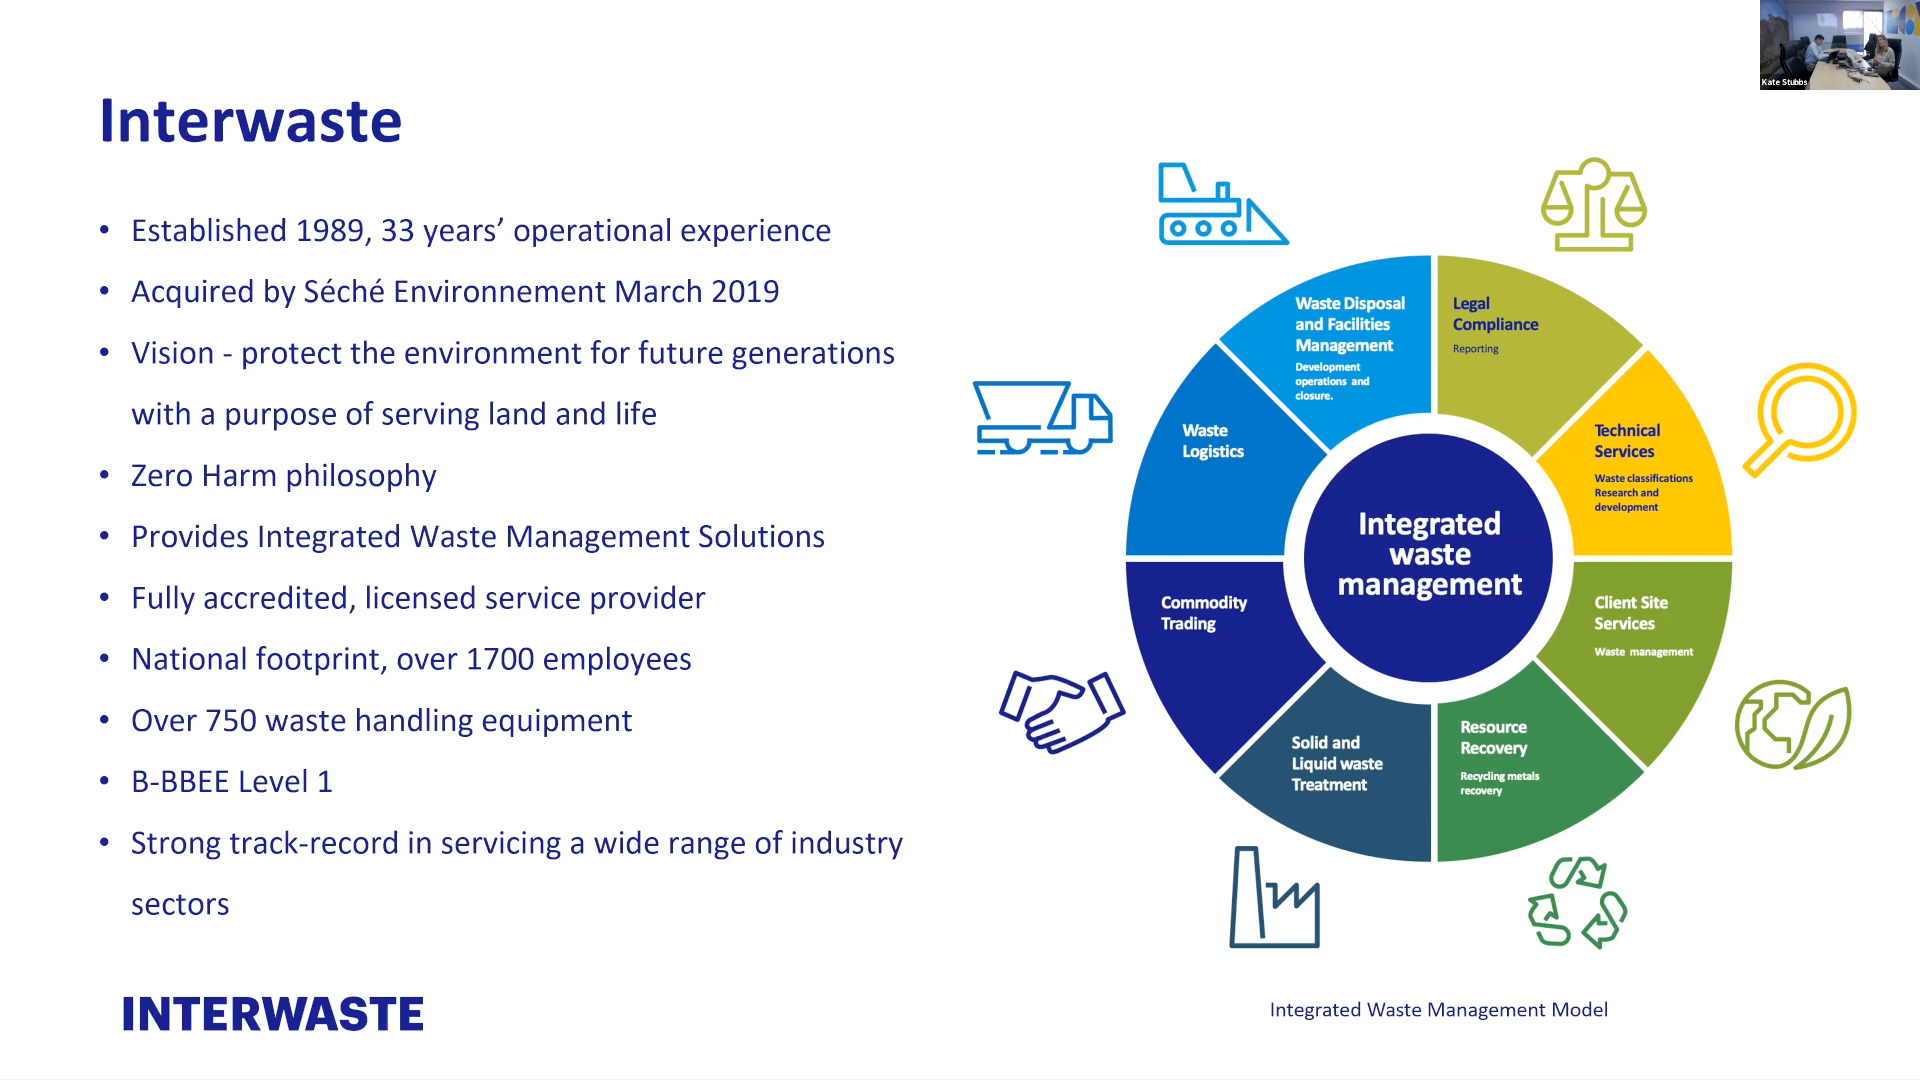 Kate Stubbs
Interwaste
• Established 1989, 33 years’ operational experience
• Acquired by Séché Environnement March 2019
• Vision - protect the environment for future generations
with a purpose of serving land and life
• Zero Harm philosophy
• Provides Integrated Waste Management Solutions
• Fully accredited, licensed service provider
• National footprint, over 1700 employees
• Over 750 waste handling equipment
• B-BBEE Level 1
• Strong track-record in servicing a wide range of industry
sectors
INTERWASTE
Waste Disposal
and Facilities
Management
Development
operations and
closure.
Legal
Compliance
Reporting
Technical
Services
Waste classifications
Research and
development
Client Site
Services
Waste management
Resource
Recovery
Recycling metals
recovery
Solid and
Liquid waste
Treatment
Commodity
Trading
Waste
Logistics
Integrated
waste
management
Integrated Waste Management Model